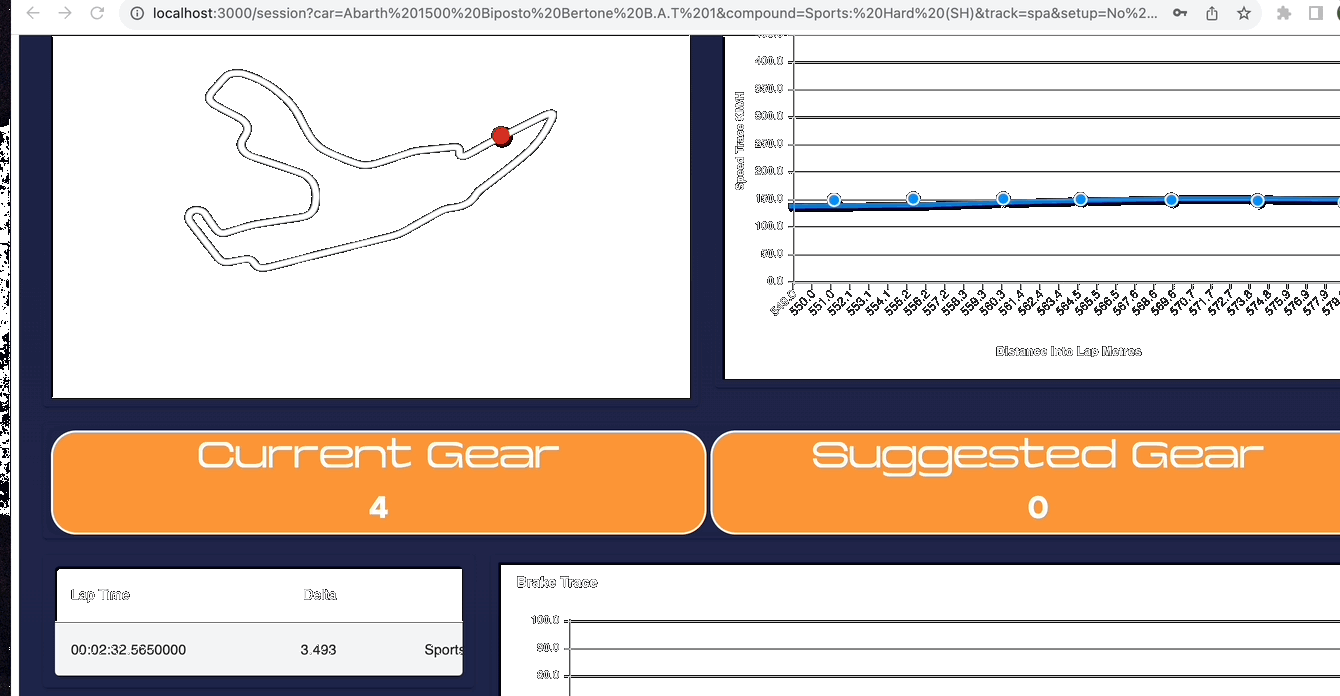 localhost:3000/session?car=Abarth%201500%20Biposto%20Bertone%20B.A.T%201&compound=Sports:%20Hard%20(SH)&track=spa&setup=No%2...
400.0
350.0
300.0
250.0
200.0
150.0
100.0
50.0
0.0
Speed Trace KMH
549.0 550.0 551.0 552.1 553.1 554.1 555.2 556.2 557.2 558.3 559.3 560.3 561.4 562.4 563.4 564.5 565.5 566.5 567.6 568.6 569.6 570.7 571.7 572.7 573.8 574.8 575.9 576.9 577.9
Distance Into Lap Metres
Current Gear
4
Suggested Gear
0
Lap Time Delta
00:02:32.5650000 3.493 Sports
Brake Trace
100.0
90.0
80.0